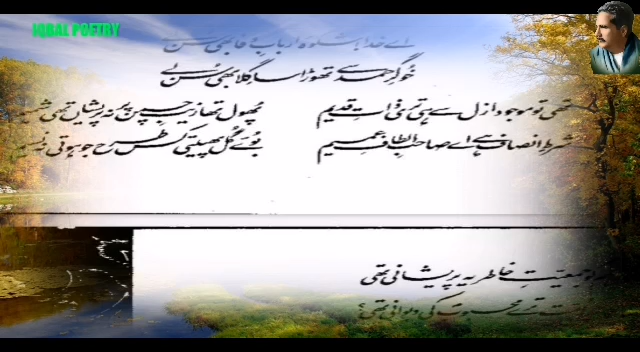 IQBAL POETRY
اے خدا شکوۂ اربابِ وفا بھی سن لے
خوگرِ حمد سے تھوڑا سا گلا بھی سن لے
تھی تو موجود ازل سے ہی تری ذاتِ قدیم پھول تھا زیبِ چمن پر نہ پریشاں تھی شمیم
شرط انصاف ہے اے صاحبِ الطافِ عمیم بوئے گل پھیلتی کس طرح جو ہوتی نہ نسیم
جمعیتِ خاطر یہ پریشانی تھی
ترے محبوب کی دیوانی تھی؟